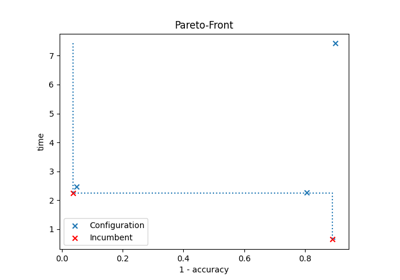 Pareto-Front
7
6
5
4
3
2
1
time
Configuration
Incumbent
0.0
0.2
0.4
0.6
0.8
1 - accuracy